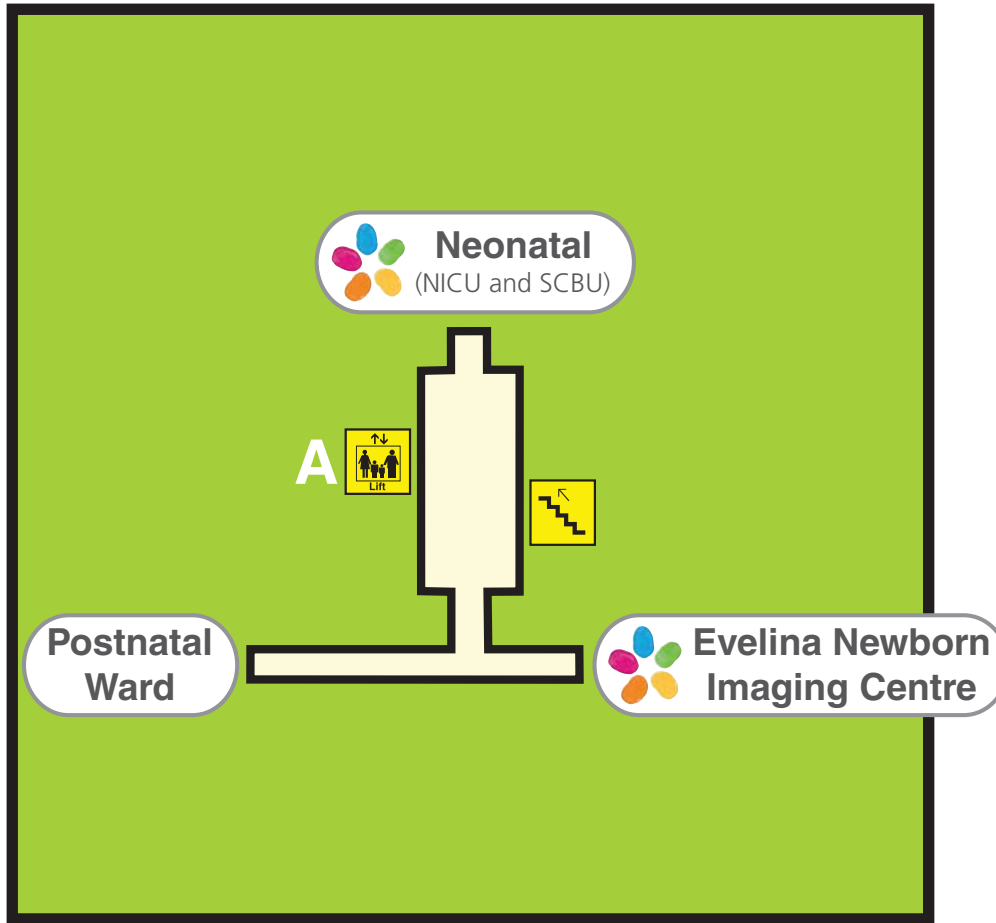 Neonatal
(NICU and SCBU)
A
Lift
Postnatal
Ward
Evelina Newborn
Imaging Centre